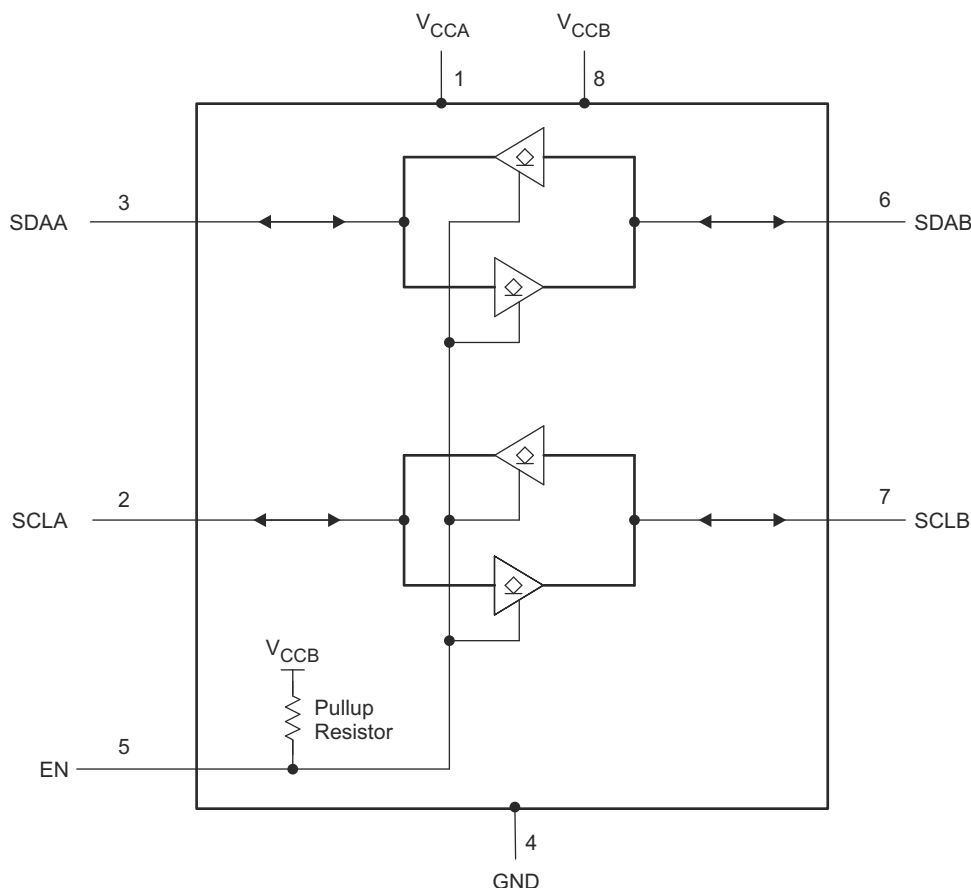 VCCA VCCB
1 8
SDAA 3 6 SDAB
SCLA 2 7 SCLB
VCCB
Pullup
Resistor
EN 5
4
GND